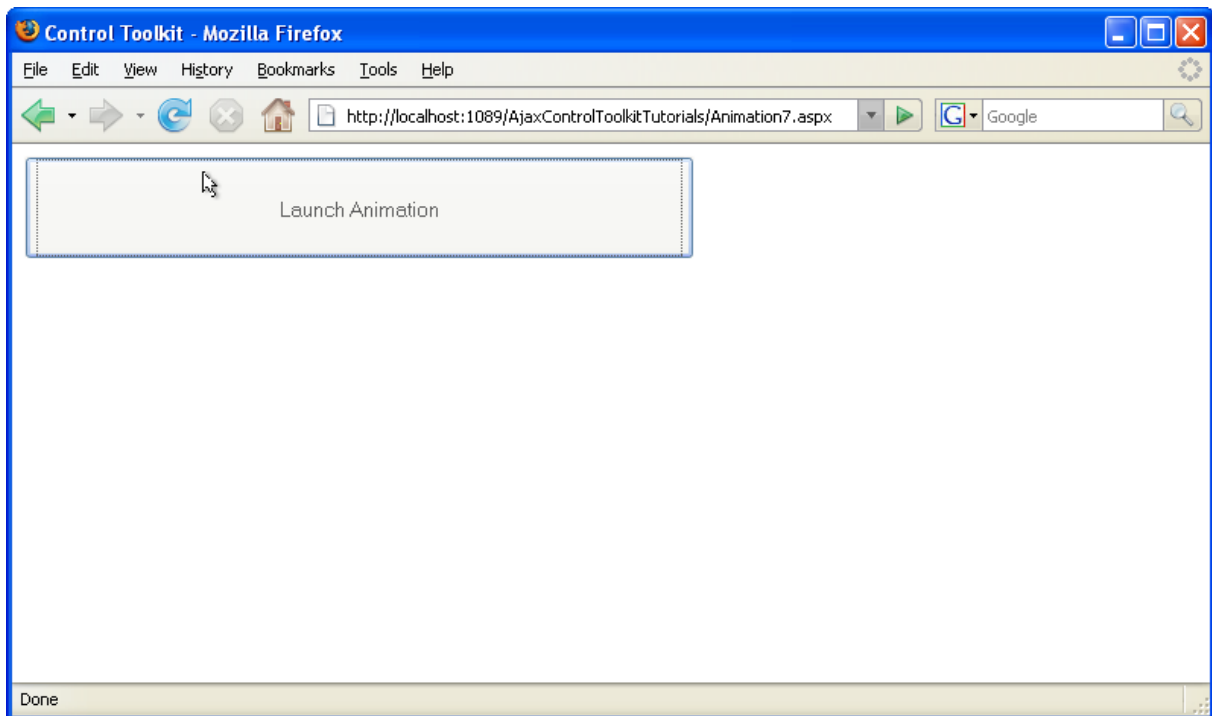 Control Toolkit - Mozilla Firefox
File Edit View History Bookmarks Tools Help
http://localhost:1089/AjaxControlToolkitTutorials/Animation7.aspx G Google
Launch Animation
Done